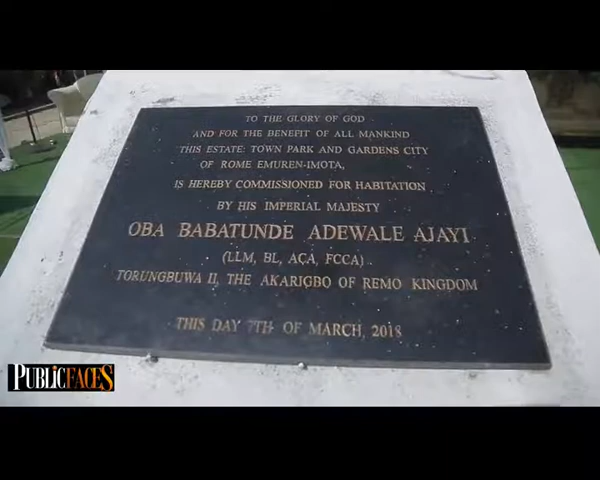 TO THE GLORY OF GOD
AND FOR THE BENEFIT OF ALL MANKIND
THIS ESTATE: TOWN PARK AND GARDENS CITY
OF ROME EMUREN-IMOTA,
IS HEREBY COMMISSIONED FOR HABITATION
BY HIS IMPERIAL MAJESTY
OBA BABATUNDE ADEWALE AJAYI
(LLM, BL, ACA, FCCA)
TORUNGBUWA II, THE AKARIGBO OF REMO KINGDOM
THIS DAY 7TH OF MARCH, 2018
PUBLIC FACES